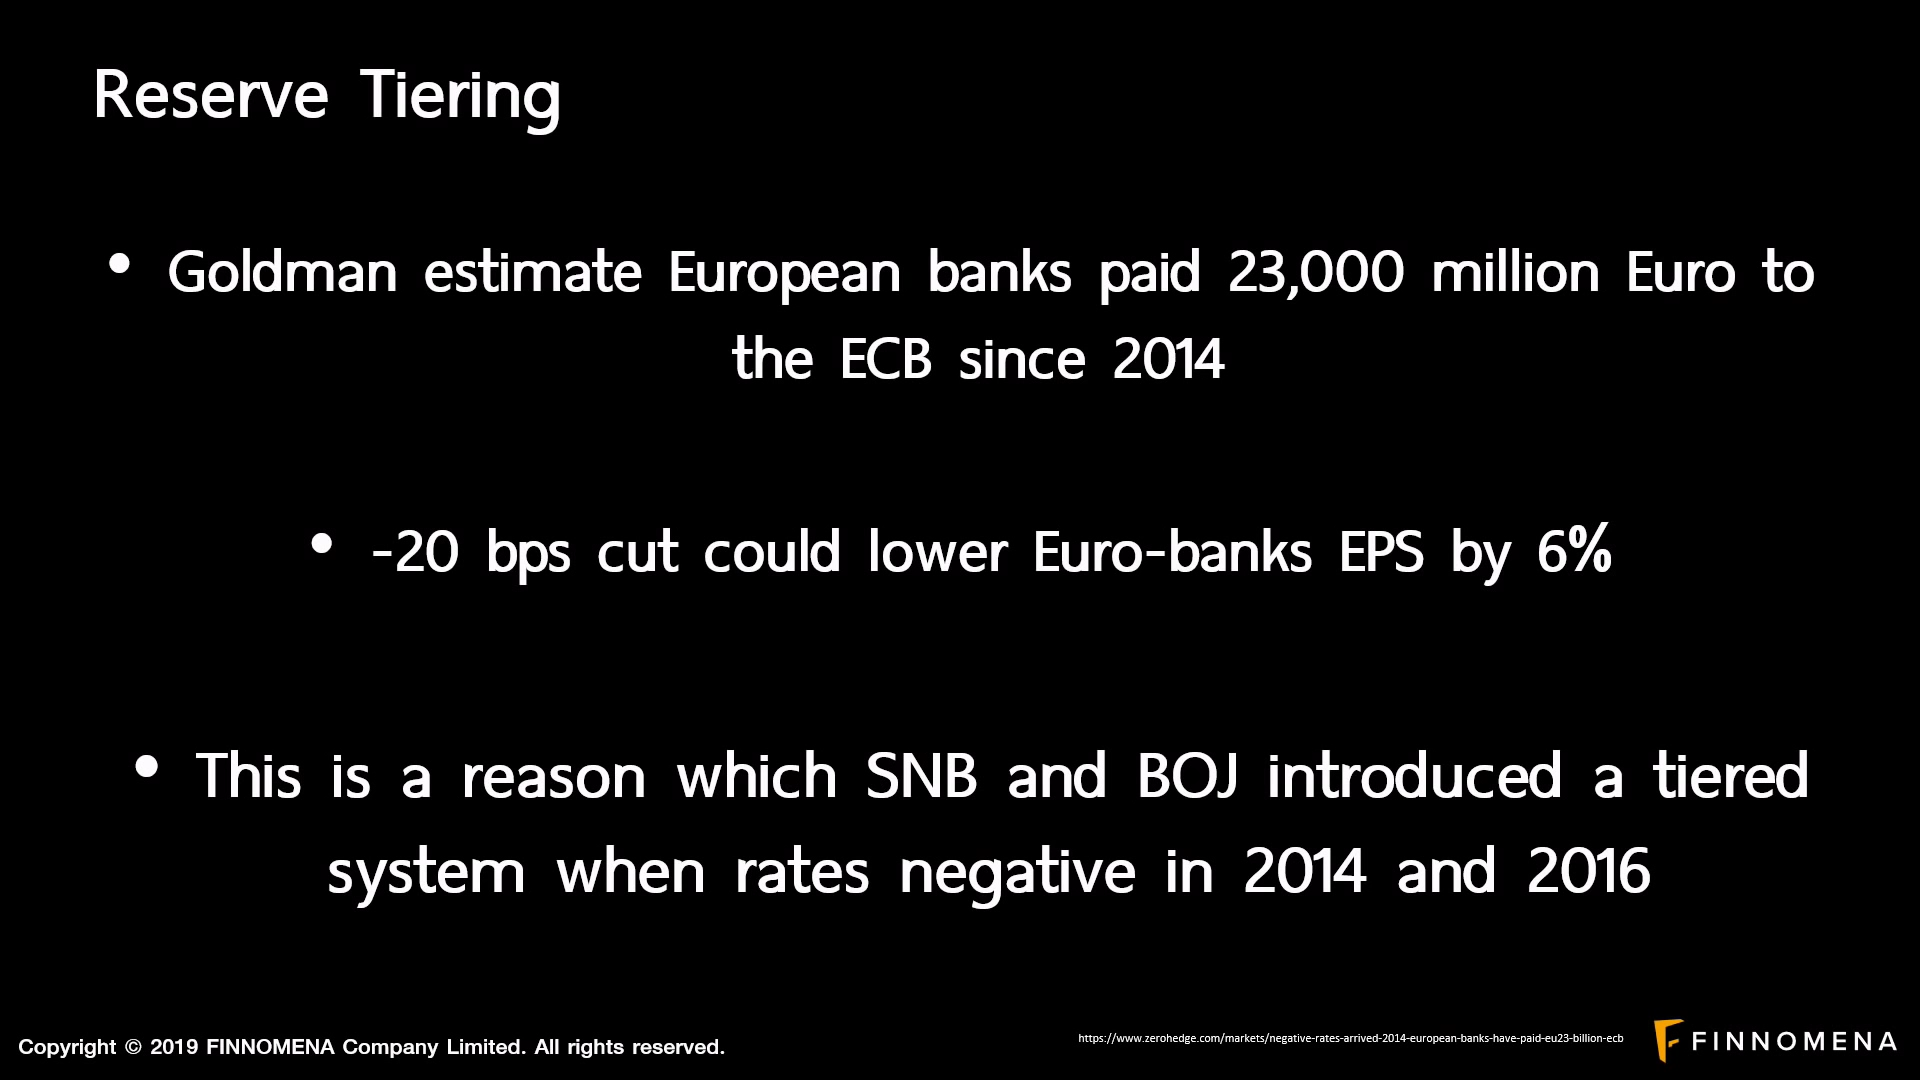 Reserve Tiering
• Goldman estimate European banks paid 23,000 million Euro to
the ECB since 2014
• -20 bps cut could lower Euro-banks EPS by 6%
• This is a reason which SNB and BOJ introduced a tiered
system when rates negative in 2014 and 2016
Copyright © 2019 FINNOMENA Company Limited. All rights reserved.
https://www.zerohedge.com/markets/negative-rates-arrived-2014-european-banks-have-paid-eu23-billion-ecb
FINNOMENA